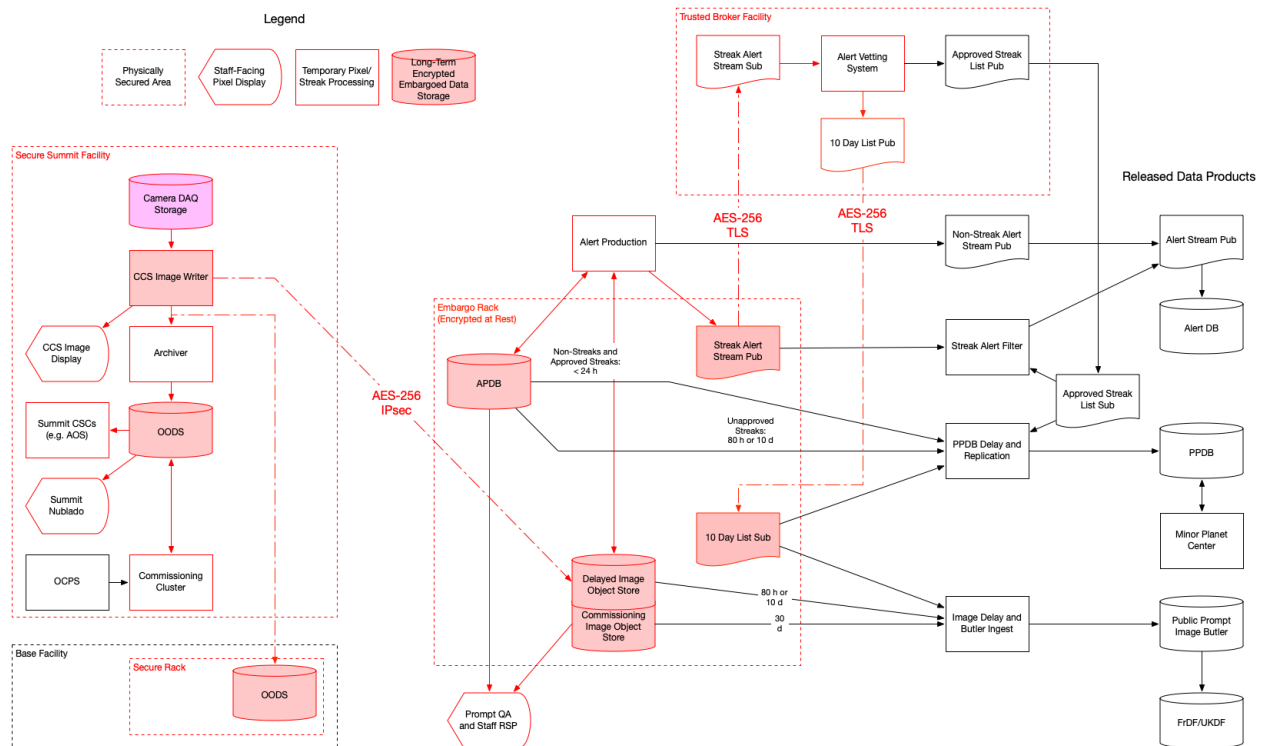 Legend
Physically
Secured Area
Staff-Facing
Pixel Display
Temporary Pixel/
Streak Processing
Long-Term
Encrypted
Embargoed Data
Storage
Trusted Broker Facility
Streak Alert
Stream Sub
Alert Vetting
System
Approved Streak
List Pub
10 Day List Pub
Secure Summit Facility
Camera DAQ
Storage
CCS Image Writer
CCS Image
Display
Archiver
Summit CSCs
(e.g. AOS)
OODS
Summit
Nublado
OCPS
Commissioning
Cluster
Base Facility
Secure Rack
OODS
AES-256
IPsec
AES-256
TLS
AES-256
TLS
Alert Production
Embargo Rack
(Encrypted at Rest)
Non-Streaks and
Approved Streaks:
< 24 h
Streak Alert
Stream Pub
APDB
Unapproved
Streaks:
80 h or 10 d
10 Day List Sub
Delayed Image
Object Store
Commissioning
Image Object
Store
80 h or
10 d
30
d
Prompt QA
and Staff RSP
Released Data Products
Non-Streak Alert
Stream Pub
Alert Stream Pub
Alert DB
Streak Alert Filter
Approved Streak
List Sub
PPDB Delay and
Replication
PPDB
Minor Planet
Center
Image Delay and
Butler Ingest
Public Prompt
Image Butler
FrDF/UKDF